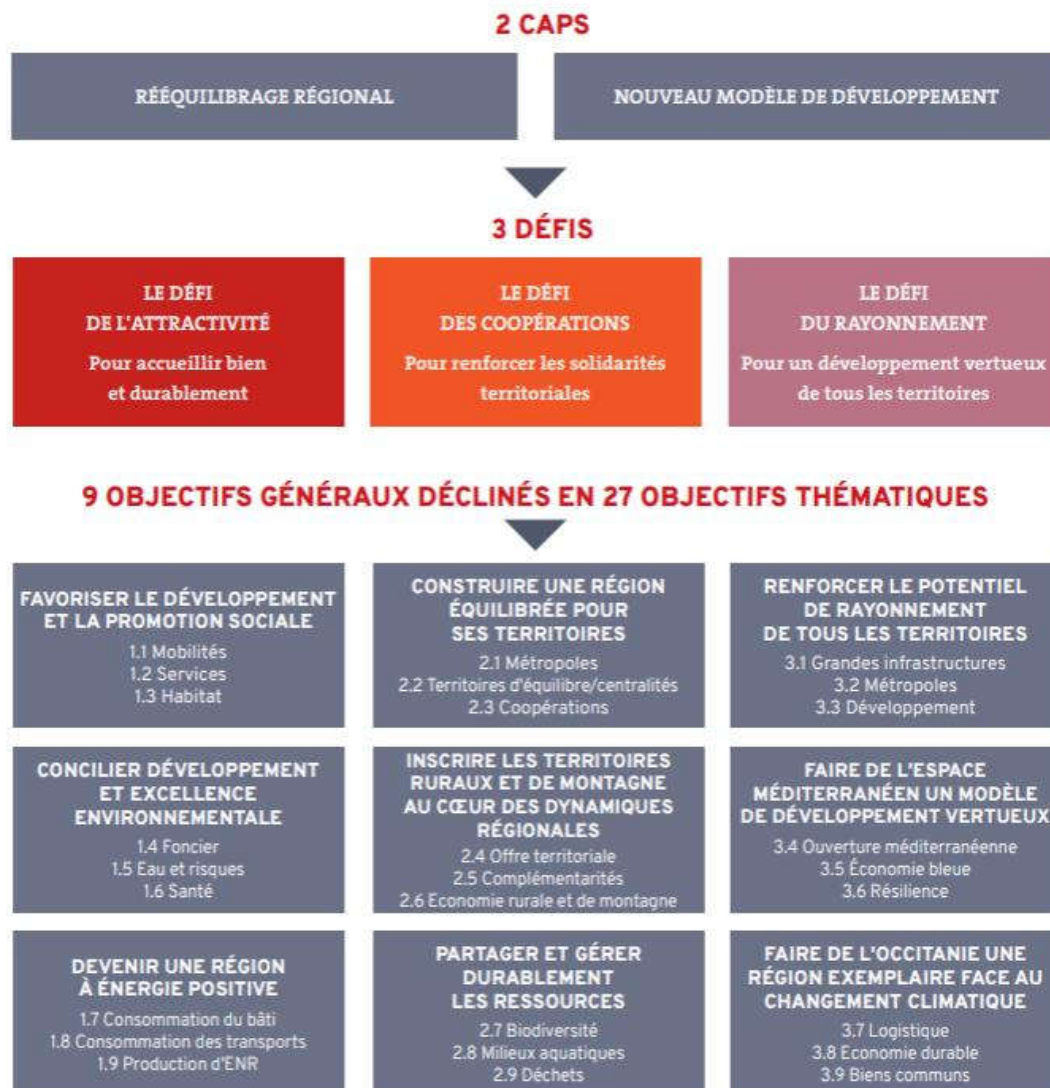 2 CAPS
RÉÉQUILIBRAGE RÉGIONAL
NOUVEAU MODÈLE DE DÉVELOPPEMENT
3 DÉFIS
LE DÉFI
DE L'ATTRACTIVITÉ
Pour accueillir bien
et durablement
LE DÉFI
DES COOPÉRATIONS
Pour renforcer les solidarités
territoriales
LE DÉFI
DU RAYONNEMENT
Pour un développement vertueux
de tous les territoires
9 OBJECTIFS GÉNÉRAUX DÉCLINÉS EN 27 OBJECTIFS THÉMATIQUES
FAVORISER LE DÉVELOPPEMENT
ET LA PROMOTION SOCIALE
1.1 Mobilités
1.2 Services
1.3 Habitat
CONSTRUIRE UNE RÉGION
ÉQUILIBRÉE POUR
SES TERRITOIRES
2.1 Métropoles
2.2 Territoires d'équilibre/centralités
2.3 Coopérations
RENFORCER LE POTENTIEL
DE RAYONNEMENT
DE TOUS LES TERRITOIRES
3.1 Grandes infrastructures
3.2 Métropoles
3.3 Développement
CONCILIER DÉVELOPPEMENT
ET EXCELLENCE
ENVIRONNEMENTALE
1.4 Foncier
1.5 Eau et risques
1.6 Santé
INSCRIRE LES TERRITOIRES
RURAUX ET DE MONTAGNE
AU CŒUR DES DYNAMIQUES
RÉGIONALES
2.4 Offre territoriale
2.5 Complémentarités
2.6 Economie rurale et de montagne
FAIRE DE L'ESPACE
MÉDITERRANÉEN UN MODÈLE
DE DÉVELOPPEMENT VERTUEUX
3.4 Ouverture méditerranéenne
3.5 Économie bleue
3.6 Résilience
DEVENIR UNE RÉGION
À ÉNERGIE POSITIVE
1.7 Consommation du bâti
1.8 Consommation des transports
1.9 Production d'ENR
PARTAGER ET GÉRER
DURABLEMENT
LES RESSOURCES
2.7 Biodiversité
2.8 Milieux aquatiques
2.9 Déchets
FAIRE DE L'OCCITANIE UNE
RÉGION EXEMPLAIRE FACE AU
CHANGEMENT CLIMATIQUE
3.7 Logistique
3.8 Economie durable
3.9 Biens communs